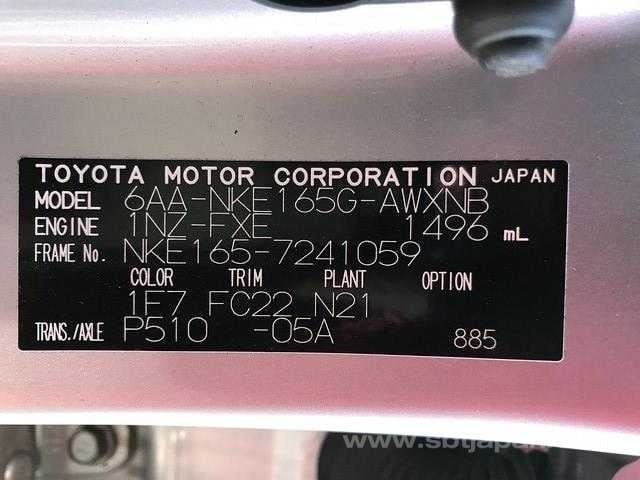 TOYOTA MOTOR CORPORATION JAPAN
MODEL 6AA-NKE165G-AWXNB
ENGINE 1NZ-FXE 1496 mL
FRAME No. NKE165-7241059
COLOR TRIM PLANT OPTION
1F7 FC22 N21
TRANS./AXLE P510 -05A 885
www.sbtjapan.